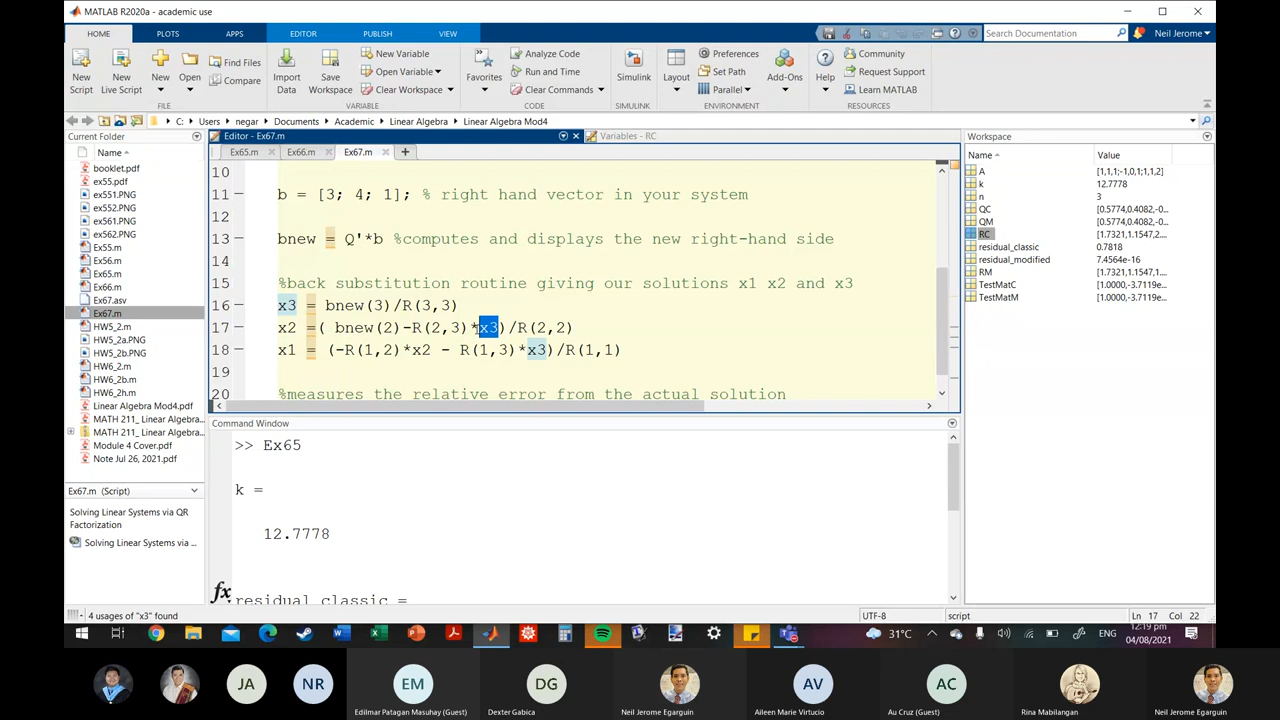 MATLAB R2020a - academic use
HOME PLOTS APPS EDITOR PUBLISH VIEW Search Documentation Neil Jerome
New Script
New Live Script
New
Open
Find Files
Compare
FILE
Import Data
Save Workspace
New Variable
Open Variable
Clear Workspace
VARIABLE
Favorites
Analyze Code
Run and Time
Clear Commands
CODE
Simulink
SIMULINK
Layout
Preferences
Set Path
Parallel
Add-Ons
ENVIRONMENT
Help
Community
Request Support
Learn MATLAB
RESOURCES
C: Users negar Documents Academic Linear Algebra Linear Algebra Mod4
Current Folder
Name
booklet.pdf
ex55.pdf
ex551.PNG
ex552.PNG
ex561.PNG
ex562.PNG
Ex55.m
Ex56.m
Ex65.m
Ex66.m
Ex67.asv
Ex67.m
HW5_2.m
HW5_2a.PNG
HW5_2b.PNG
HW6_2.m
HW6_2b.m
HW6_2h.m
Linear Algebra Mod4.pdf
MATH 211_ Linear Algebra...
MATH 211_ Linear Algebra...
Module 4 Cover.pdf
Note Jul 26, 2021.pdf
Ex67.m (Script)
Solving Linear Systems via QR Factorization
Solving Linear Systems via ...
Editor - Ex67.m Variables - RC
Ex65.m Ex66.m Ex67.m
10
11 b = [3; 4; 1]; % right hand vector in your system
12
13 bnew = Q'*b %computes and displays the new right-hand side
14
15 %back substitution routine giving our solutions x1 x2 and x3
16 x3 = bnew(3)/R(3,3)
17 x2 =( bnew(2)-R(2,3)*x3)/R(2,2)
18 x1 = (-R(1,2)*x2 - R(1,3)*x3)/R(1,1)
19
20 %measures the relative error from the actual solution
Command Window
>> Ex65
k =
12.7778
residual_classic =
fx
Workspace
Name Value
A [1,1,1;-1,0,1;1,1,2]
k 12.7778
n 3
QC [0.5774,0.4082,-0...
QM [0.5774,0.4082,-0...
RC [1.7321,1.1547,2...
residual_classic 0.7818
residual_modified 7.4564e-16
RM [1.7321,1.1547,2...
TestMatC [1.0000,-3.7119e...
TestMatM [1.0000,-3.7119e...
4 usages of "x3" found UTF-8 script Ln 17 Col 22
31°C ENG 12:19 pm 04/08/2021
JA NR EM DG AV AC
Edilmar Patagan Masuhay (Guest) Dexter Gabica Neil Jerome Egarguin Aileen Marie Virtucio Au Cruz (Guest) Rina Mabilangan Neil Jerome Egarguin